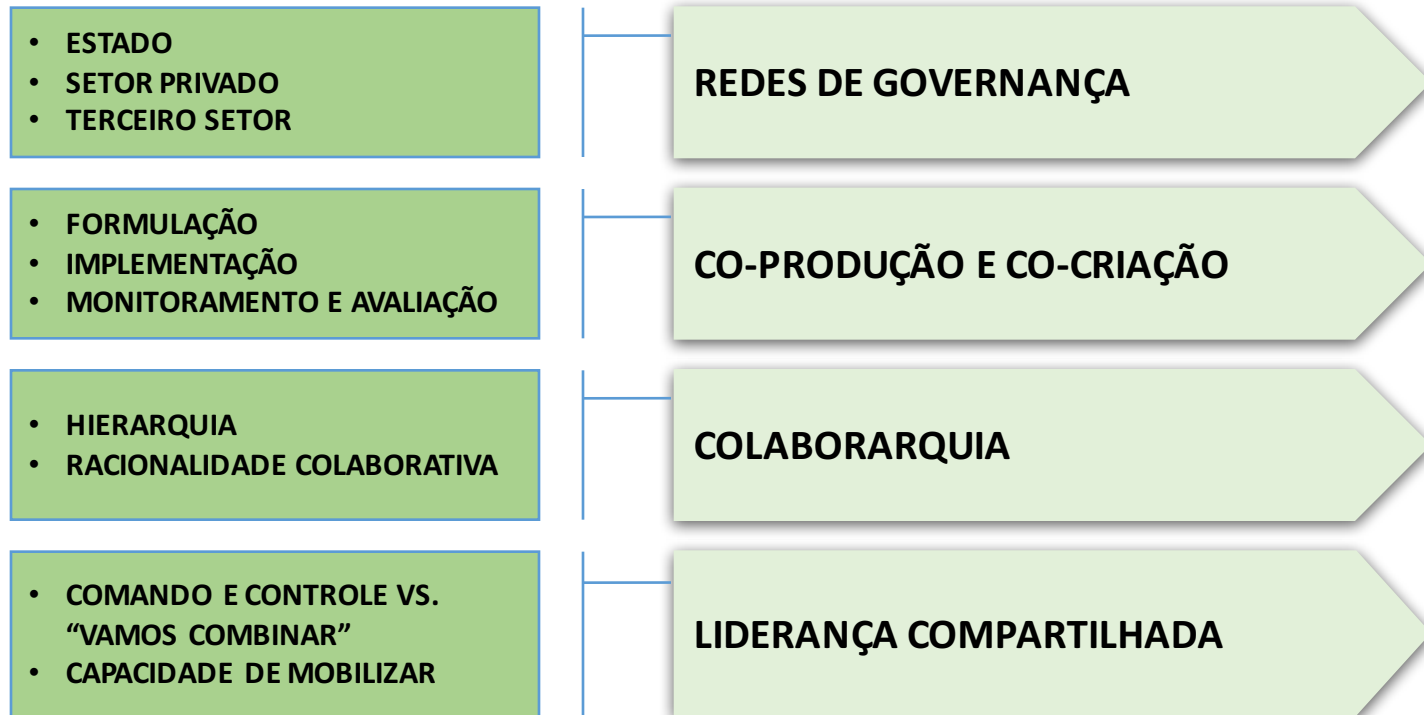 • ESTADO
• SETOR PRIVADO
• TERCEIRO SETOR
REDES DE GOVERNANÇA
• FORMULAÇÃO
• IMPLEMENTAÇÃO
• MONITORAMENTO E AVALIAÇÃO
CO-PRODUÇÃO E CO-CRIAÇÃO
• HIERARQUIA
• RACIONALIDADE COLABORATIVA
COLABORARQUIA
• COMANDO E CONTROLE VS.
“VAMOS COMBINAR”
• CAPACIDADE DE MOBILIZAR
LIDERANÇA COMPARTILHADA